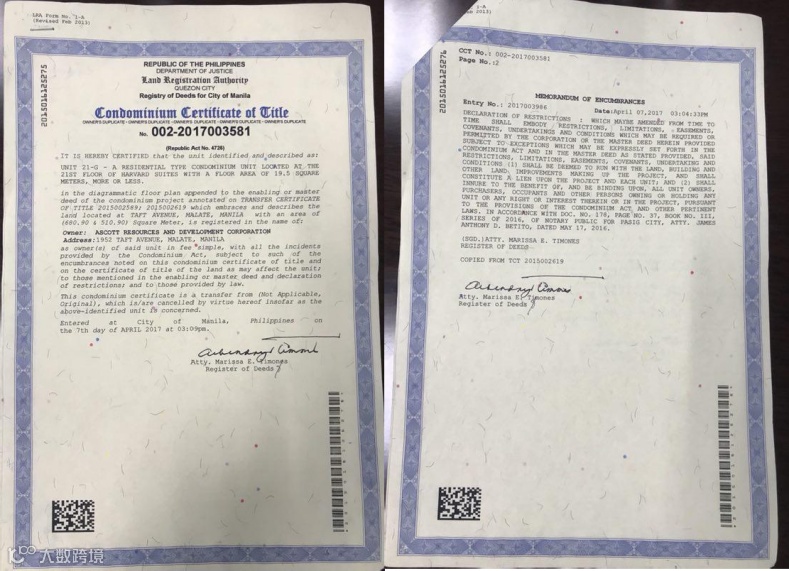 LRA Form No. 1-A
(Revised Feb 2013)
2015016125275
REPUBLIC OF THE PHILIPPINES
DEPARTMENT OF JUSTICE
Land Registration Authority
QUEZON CITY
Registry of Deeds for City of Manila
Condominium Certificate of Title
OWNER'S DUPLICATE - OWNER'S DUPLICATE - OWNER'S DUPLICATE - OWNER'S DUPLICATE - OWNER'S DUPLICATE
No. 002-2017003581
(Republic Act No. 4726)
IT IS HEREBY CERTIFIED that the unit identified and described as:
UNIT 21-G - A RESIDENTIAL TYPE CONDOMINIUM UNIT LOCATED AT THE
21ST FLOOR OF HARVARD SUITES WITH A FLOOR AREA OF 19.5 SQUARE
METERS, MORE OR LESS.
in the diagrammatic floor plan appended to the enabling or master
deed of the condominium project annotated on TRANSFER CERTIFICATE
OF TITLE 2015002569; 2015002619 which embraces and describes the
land located at TAFT AVENUE, MALATE, MANILA with an area of
(680.90 & 510.90) Square Meter, is registered in the name of:
Owner: ASCOTT RESOURCES AND DEVELOPMENT CORPORATION
Address: 1952 TAFT AVENUE, MALATE, MANILA
as owner(s) of said unit in fee simple, with all the incidents
provided by the Condominium Act, subject to such of the
encumbrances noted on this condominium certificate of title and
on the certificate of title of the land as may affect the unit;
to those mentioned in the enabling or master deed and declaration
of restrictions; and to those provided by law.
This condominium certificate is a transfer from (Not Applicable,
Original), which is/are cancelled by virtue hereof insofar as the
above-identified unit is concerned.
Entered at City of Manila, Philippines on
the 7th day of APRIL 2017 at 03:09pm.
Atty. Marissa E. Timones
Register of Deeds
大数跨境
2013)
CCT No.: 002-2017003581
Page No.:2
MEMORANDUM OF ENCUMBRANCES
Entry No.: 2017003986
Date:April 07,2017 03:04:33PM
DECLARATION OF RESTRICTIONS : WHICH MAYBE AMENDED FROM TIME TO
TIME SHALL EMBODY RESTRICTIONS, LIMITATIONS, EASEMENTS,
COVENANTS, UNDERTAKINGS AND CONDITIONS WHICH MAY BE REQUIRED OR
PERMITTED BY THE CORPORATION OR THE MASTER DEED HEREIN PROVIDED
SUBJECT TO EXCEPTIONS WHICH MAY BE EXPRESSLY SET FORTH IN THE
CONDOMINIUM ACT AND IN THE MASTER DEED AS STATED PROVIDED, SAID
RESTRICTIONS, LIMITATIONS, EASEMENTS, COVENANTS, UNDERTAKING AND
CONDITIONS (1) SHALL BE DEEMED TO RUN WITH THE LAND, BUILDING AND
OTHER LAND, IMPROVEMENTS MAKING UP THE PROJECT, AND SHALL
CONSTITUTE A LIEN UPON THE PROJECT AND EACH UNIT; AND (2) SHALL
INSURE TO THE BENEFIT OF, AND BE BINDING UPON, ALL UNIT OWNERS,
PURCHASERS, OCCUPANTS AND OTHER PERSONS OWNING OR HOLDING ANY
UNIT OR ANY RIGHT OR INTEREST THEREIN OR IN THE PROJECT, PURSUANT
TO THE PROVISIONS OF THE CONDOMINIUM ACT AND OTHER PERTINENT
LAWS. IN ACCORDANCE WITH DOC. NO. 178, PAGE NO. 37, BOOK NO. III,
SERIES OF 2016, OF NOTARY PUBLIC FOR PASIG CITY, ATTY. JAMES
ANTHONY D. BETITO, DATED MAY 17, 2016.
(SGD.)ATTY. MARISSA E. TIMONES
REGISTER OF DEEDS
COPIED FROM TCT 2015002619
Atty. Marissa E. Timones
Register of Deeds